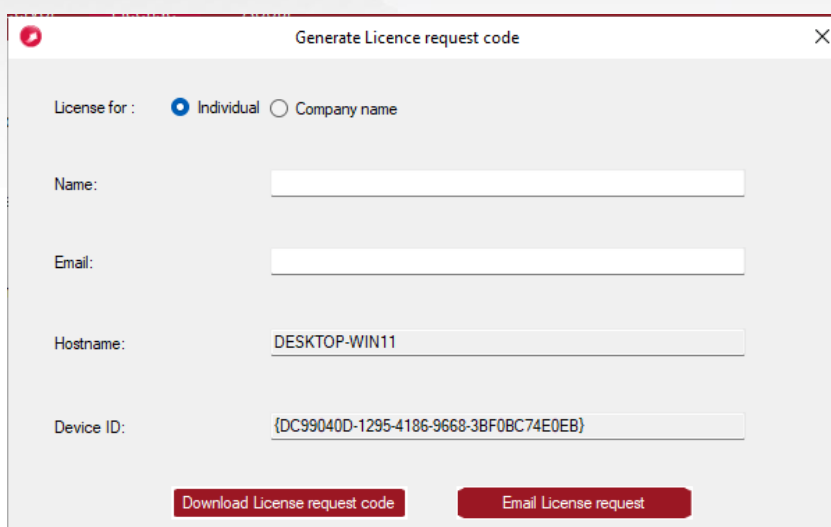 Generate Licence request code
License for : Individual Company name
Name:
Email:
Hostname: DESKTOP-WIN11
Device ID: {DC99040D-1295-4186-9668-3BF0BC74E0EB}
Download License request code Email License request